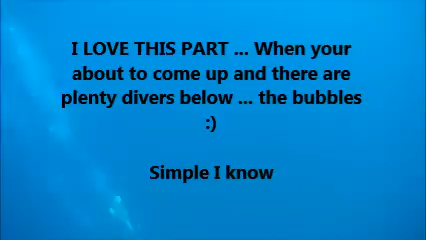 I LOVE THIS PART ... When your
about to come up and there are
plenty divers below ... the bubbles
:)
Simple I know